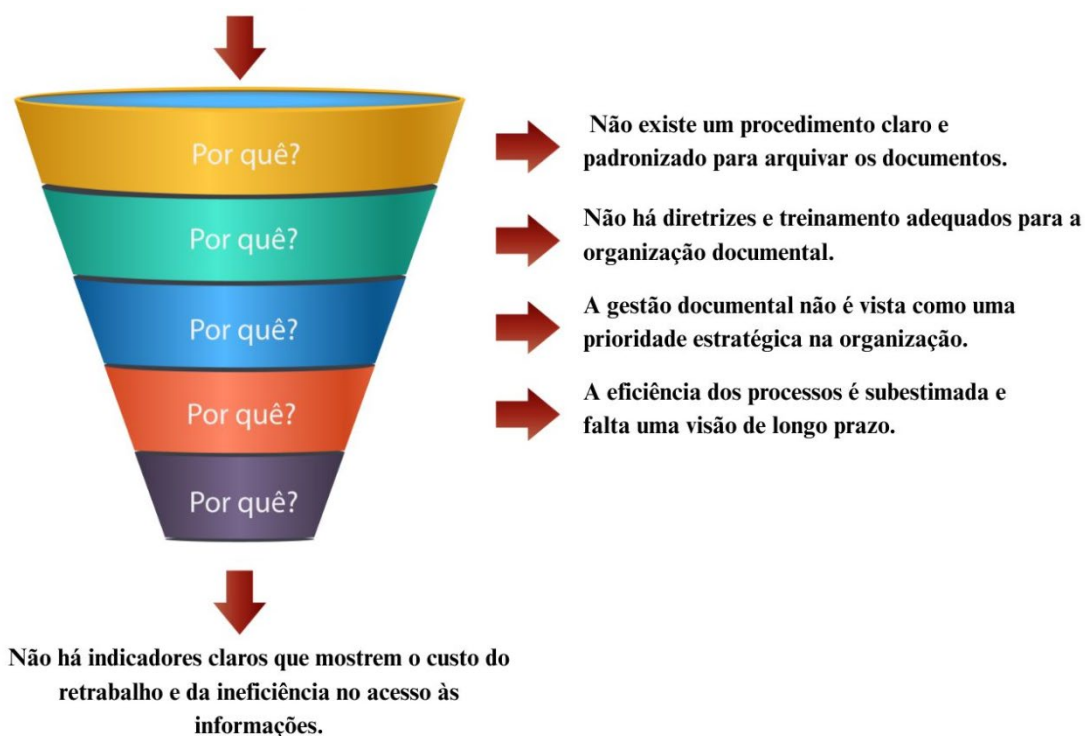 Por quê?
Não existe um procedimento claro e
padronizado para arquivar os documentos.
Por quê?
Não há diretrizes e treinamento adequados para a
organização documental.
Por quê?
A gestão documental não é vista como uma
prioridade estratégica na organização.
Por quê?
A eficiência dos processos é subestimada e
falta uma visão de longo prazo.
Por quê?
Não há indicadores claros que mostrem o custo do
retrabalho e da ineficiência no acesso às
informações.